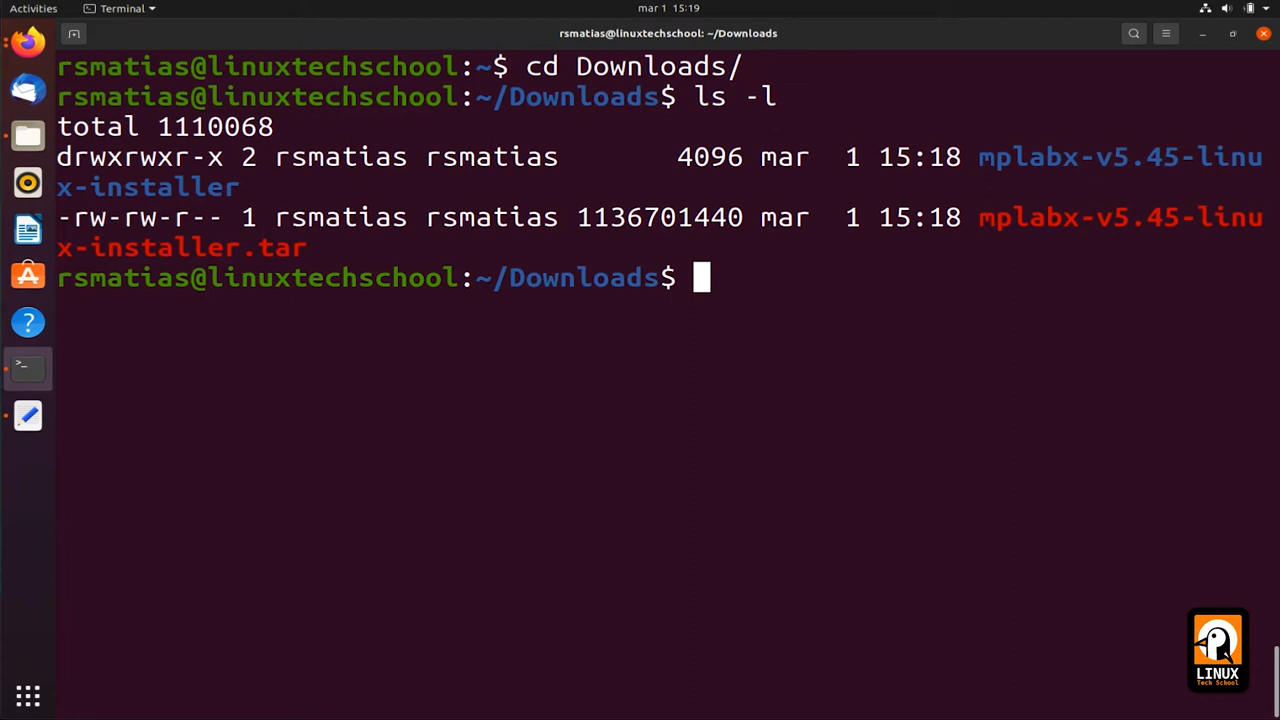 Activities
Terminal
mar 1 15:19
rsmatias@linuxtechschool: ~/Downloads
rsmatias@linuxtechschool:~$ cd Downloads/
rsmatias@linuxtechschool:~/Downloads$ ls -l
total 1110068
drwxrwxr-x 2 rsmatias rsmatias       4096 mar  1 15:18 mplabx-v5.45-linu
x-installer
-rw-rw-r-- 1 rsmatias rsmatias 1136701440 mar  1 15:18 mplabx-v5.45-linu
x-installer.tar
rsmatias@linuxtechschool:~/Downloads$
?
>_
LINUX
Tech School